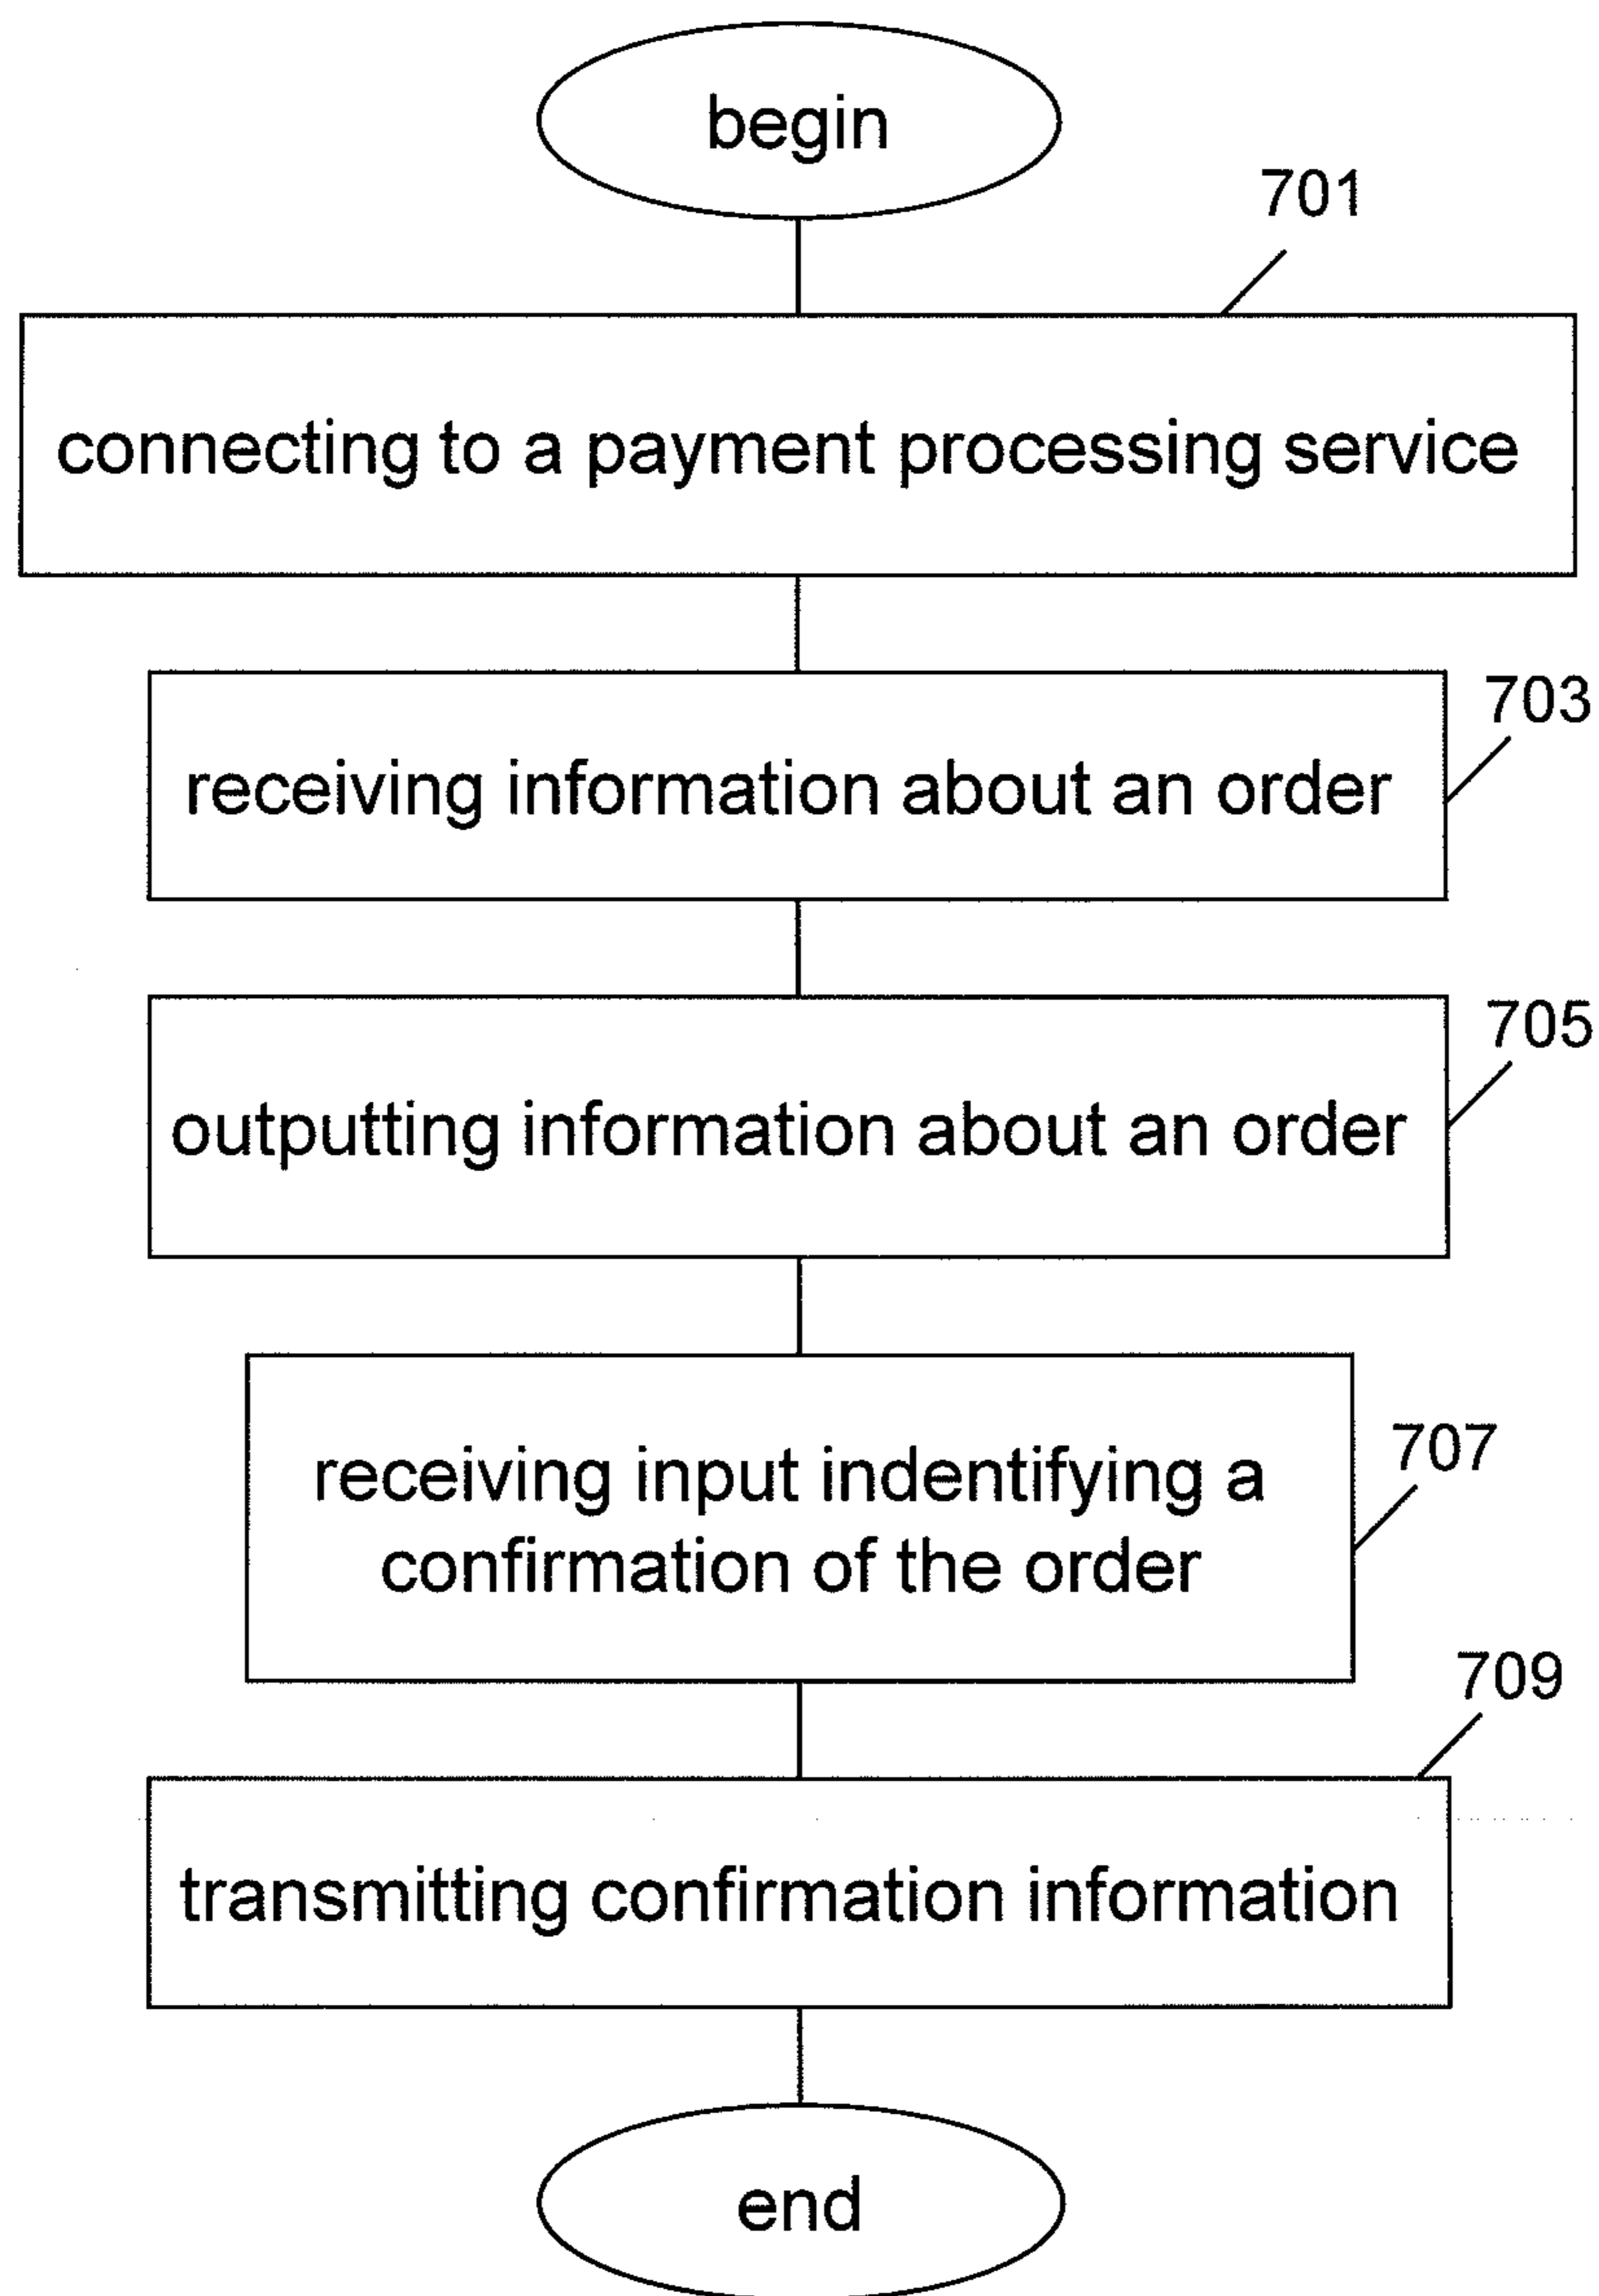 begin
701
connecting to a payment processing service
703
receiving information about an order
705
outputting information about an order
707
receiving input indentifying a
confirmation of the order
709
transmitting confirmation information
end